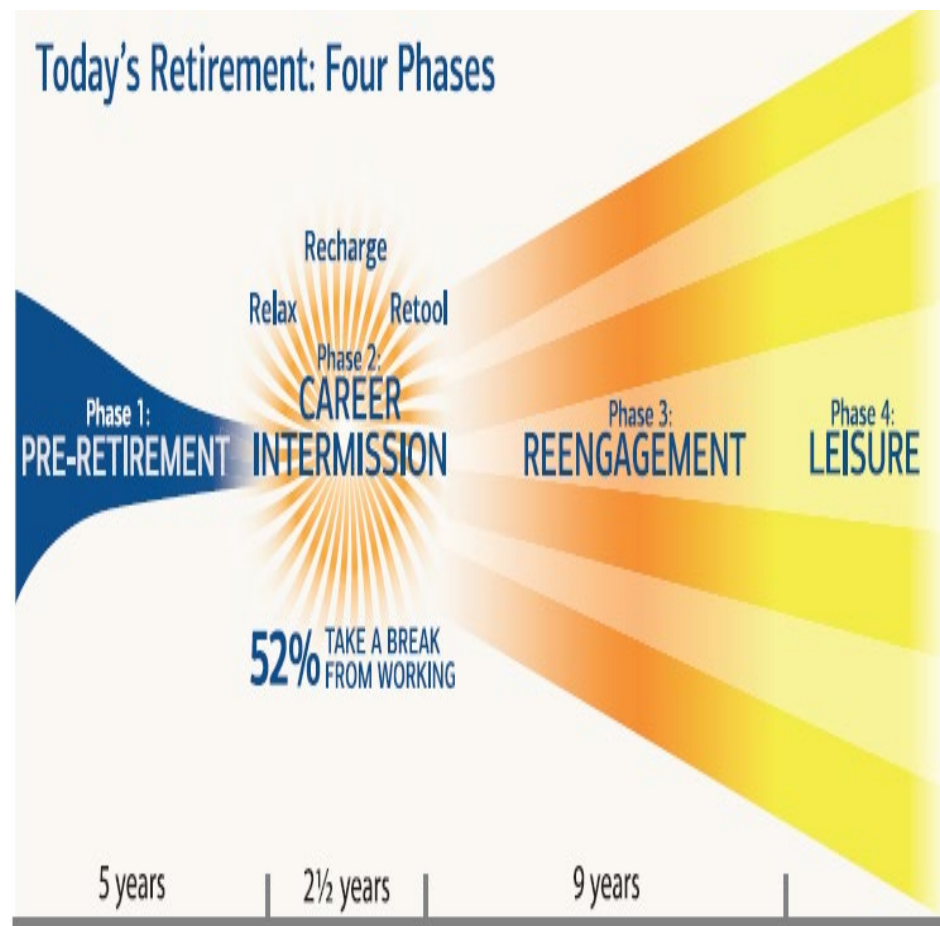 Today's Retirement: Four Phases
Recharge
Relax
Retool
Phase 1:
PRE-RETIREMENT
Phase 2:
CAREER
INTERMISSION
Phase 3:
REENGAGEMENT
Phase 4:
LEISURE
52% TAKE A BREAK
FROM WORKING
5 years
2½ years
9 years